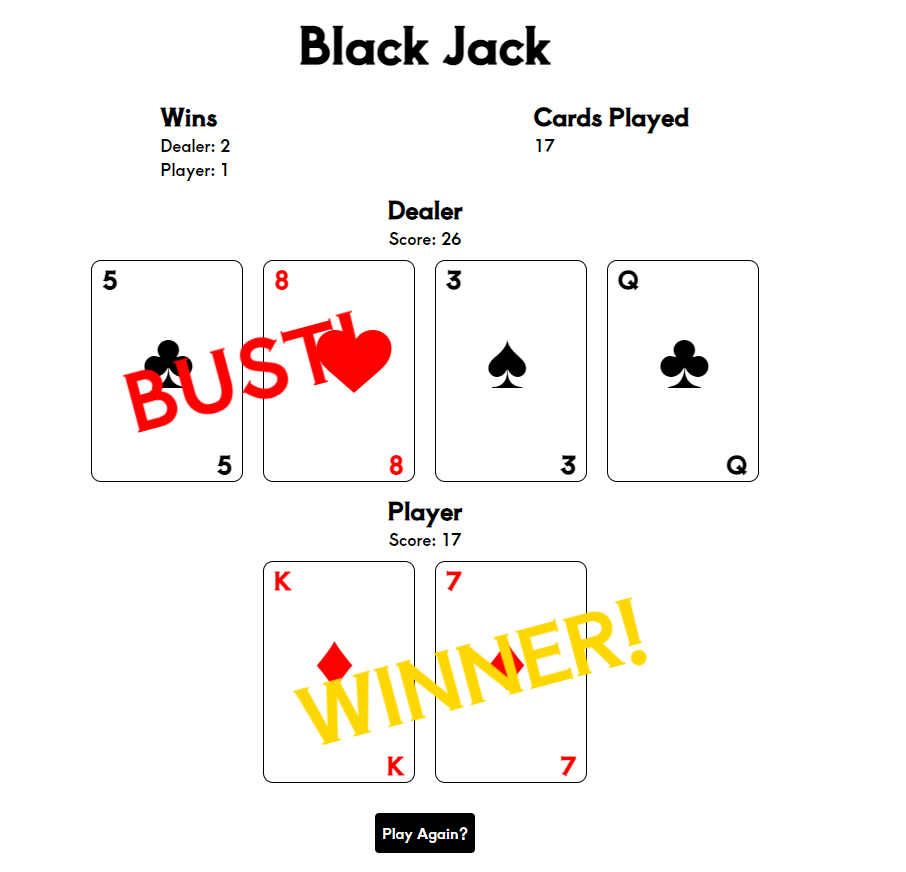 Black Jack
Wins
Cards Played
Dealer: 2
17
Player: 1
Dealer
Score: 26
5
8
3
Q
BUST!
5
8
3
Q
Player
Score: 17
K
7
WINNER!
K
7
Play Again?